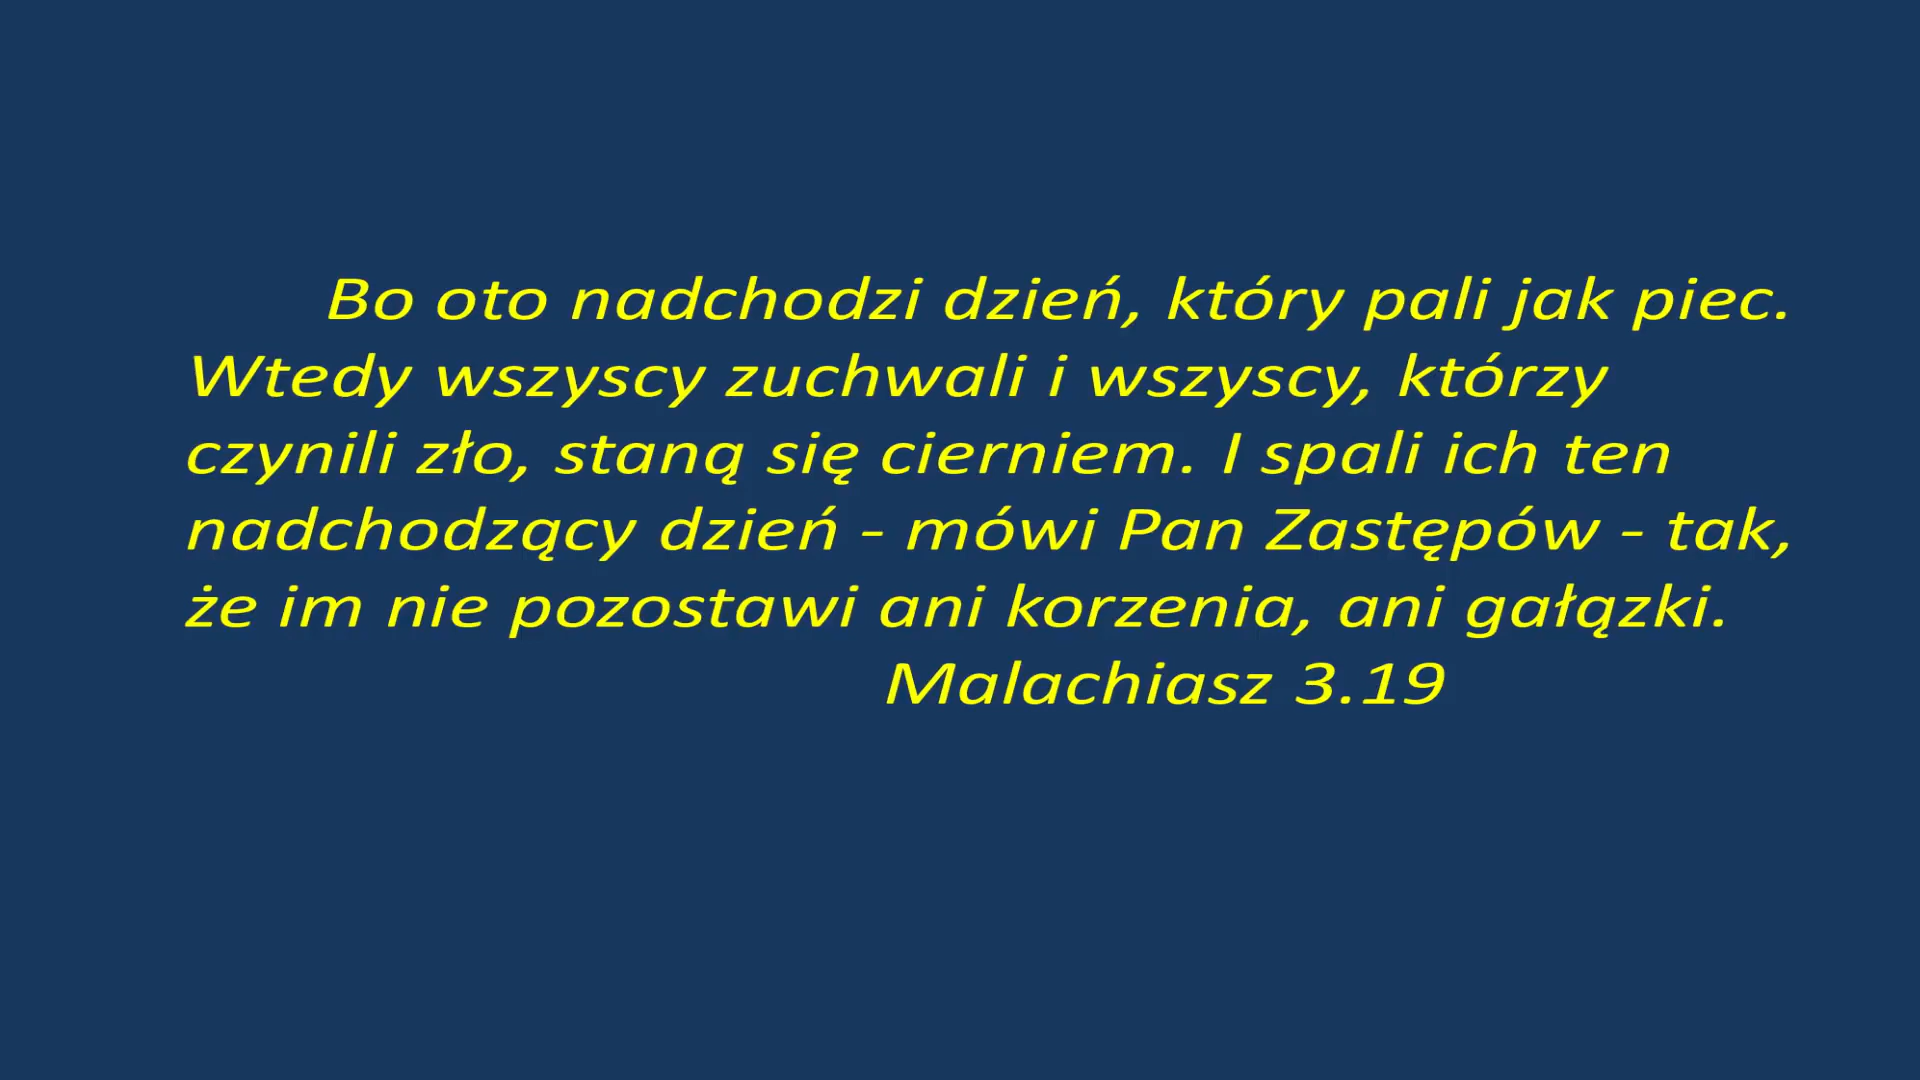 Bo oto nadchodzi dzień, który pali jak piec.
Wtedy wszyscy zuchwali i wszyscy, którzy
czynili zło, staną się cierniem. I spali ich ten
nadchodzący dzień - mówi Pan Zastępów - tak,
że im nie pozostawi ani korzenia, ani gałązki.
Malachiasz 3.19